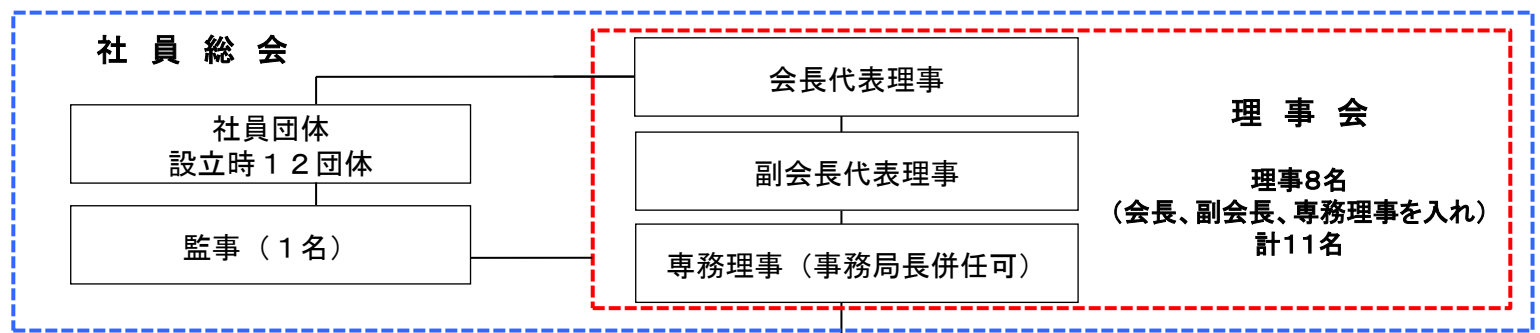 社 員 総 会
社員団体
設立時１２団体
監事（１名）
会長代表理事
副会長代表理事
専務理事（事務局長併任可）
理 事 会
理事8名
（会長、副会長、専務理事を入れ）
計11名